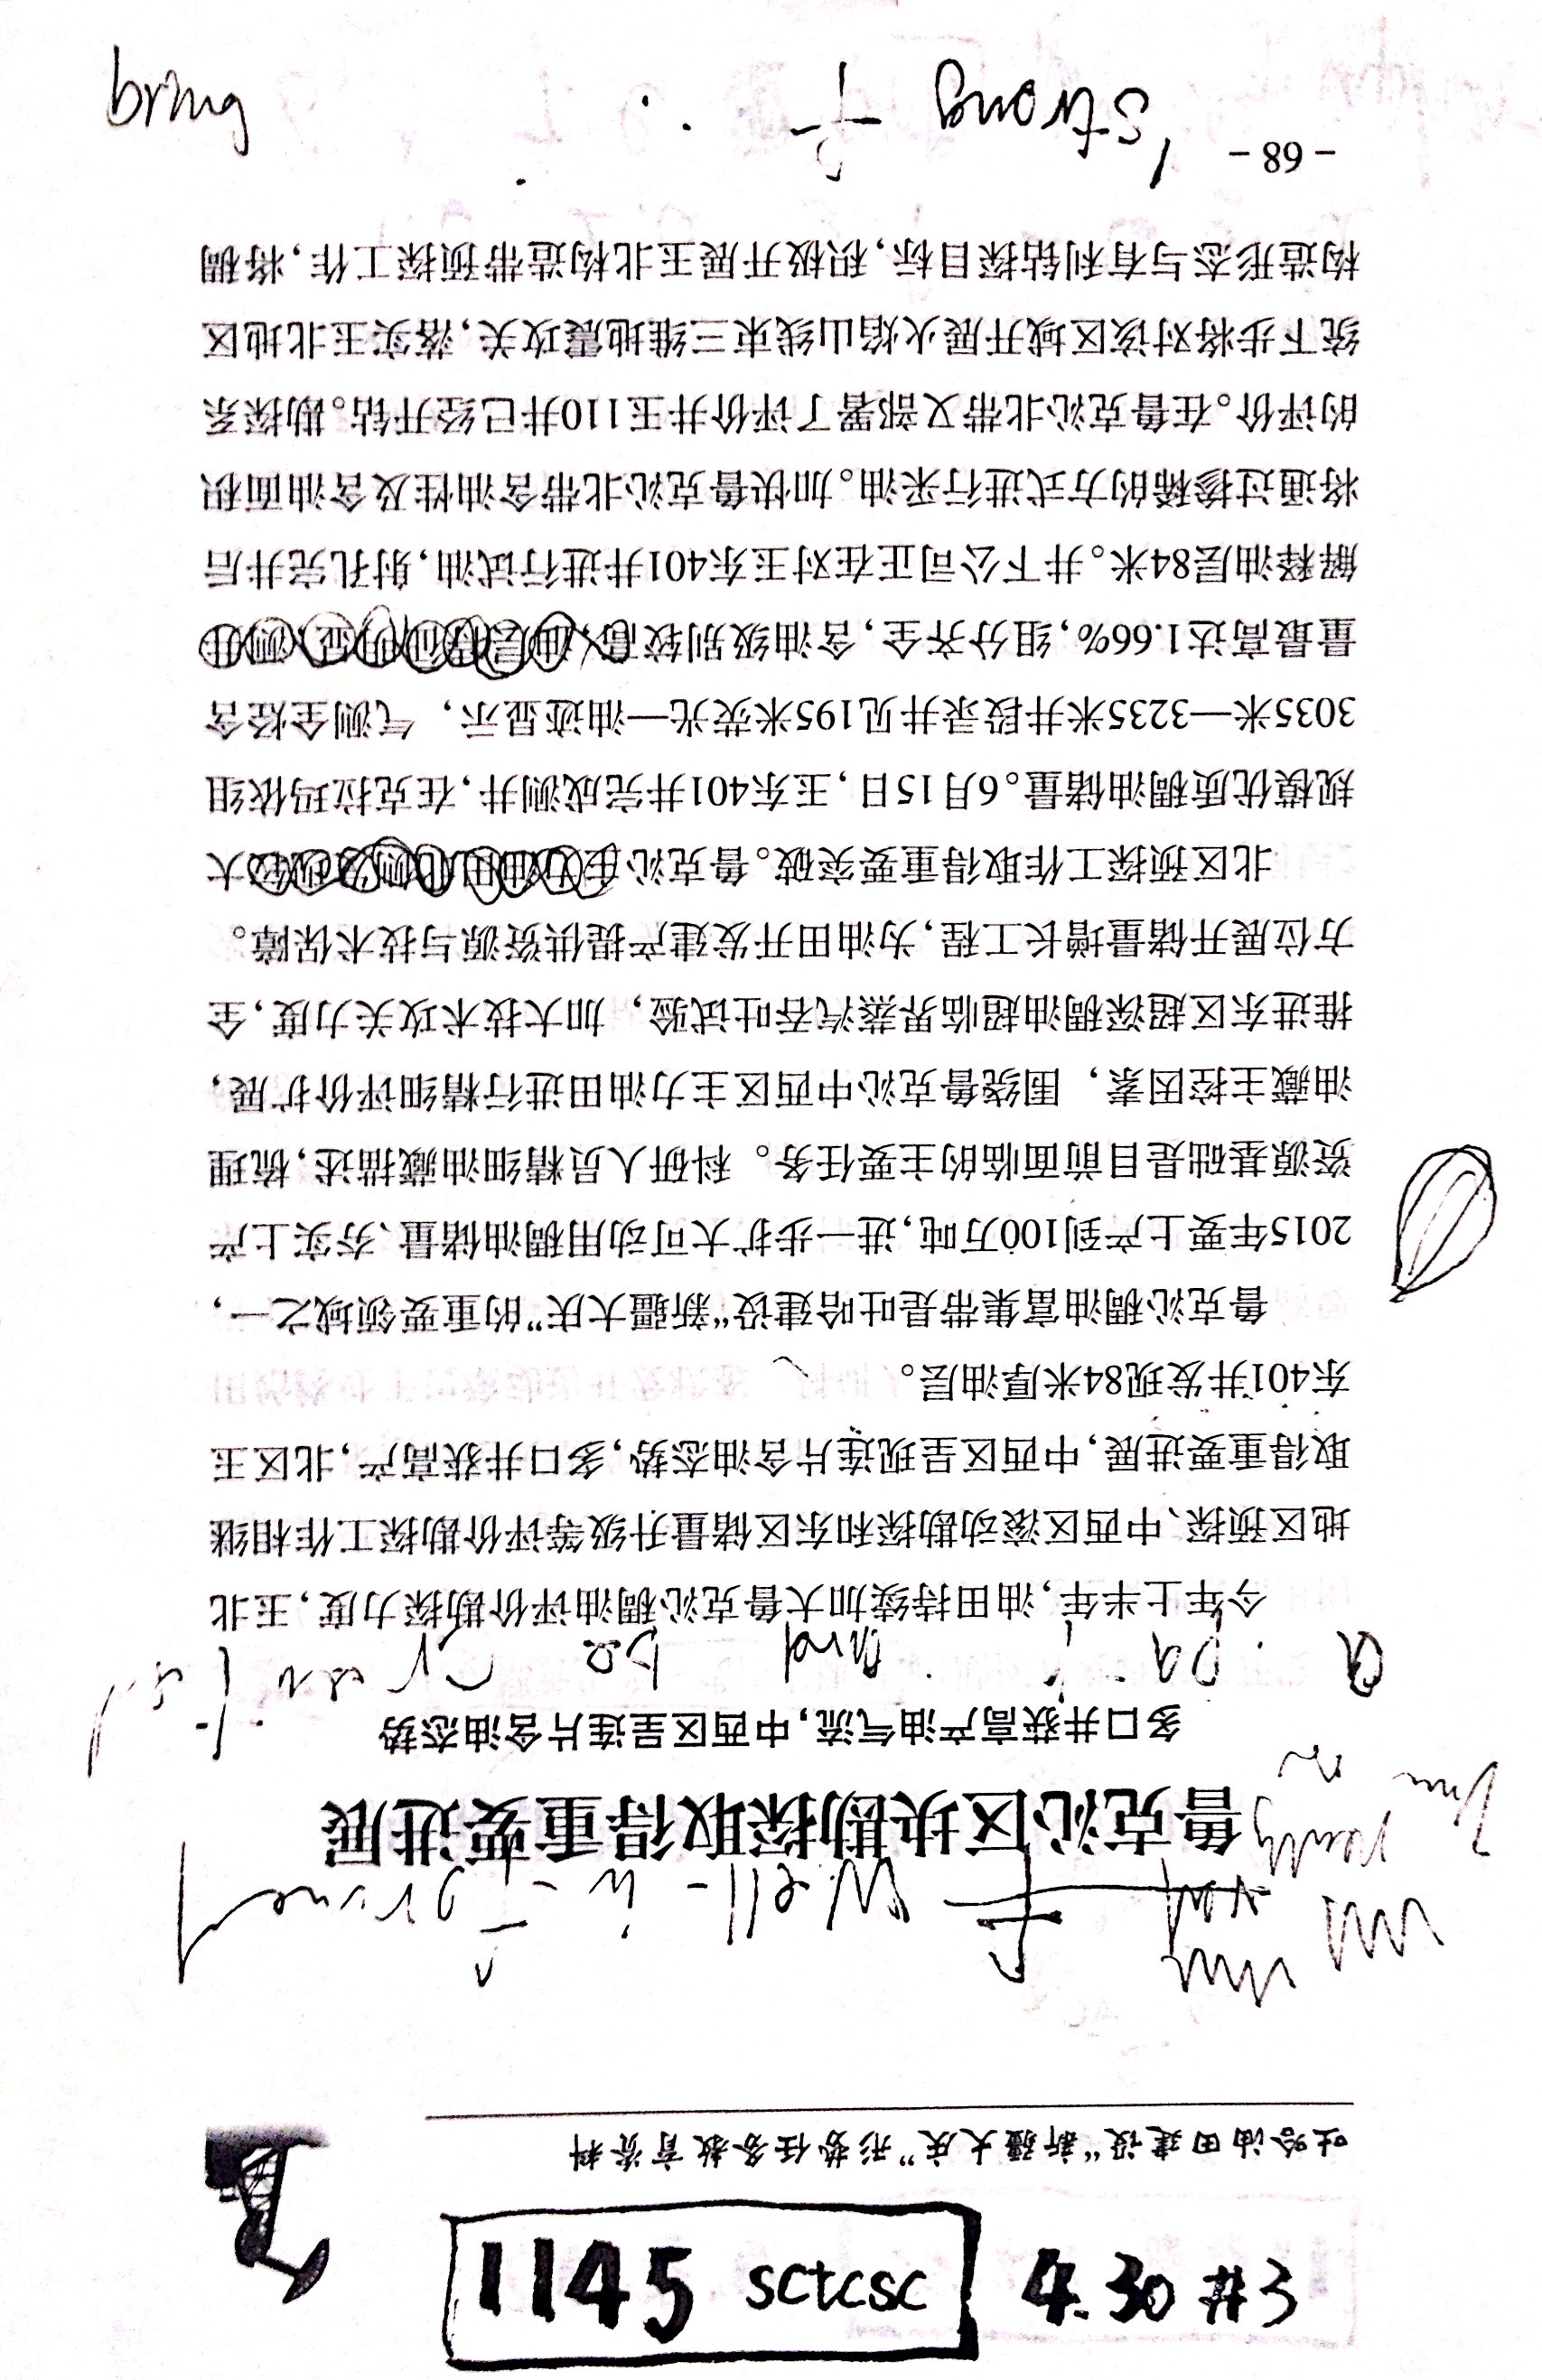 吐哈油田建设“新疆大庆”形势任务教育资料
well-
鲁克沁区块勘探取得重要进展
多口井获高产油气流,中西区呈连片含油态势
今年上半年,油田持续加大鲁克沁稠油评价勘探力度,玉北
地区预探、中西区滚动勘探和东区储量升级等评价勘探工作相继
取得重要进展,中西区呈现连片含油态势,多口井获高产,北区玉
东401井发现84米厚油层。
鲁克沁稠油富集带是吐哈建设“新疆大庆”的重要领域之一,
2015年要上产到100万吨,进一步扩大可动用稠油储量、夯实上产
资源基础是目前面临的主要任务。科研人员精细油藏描述,梳理
油藏主控因素,围绕鲁克沁中西区主力油田进行精细评价扩展,
推进东区超深稠油超临界蒸汽吞吐试验,加大技术攻关力度,全
方位展开储量增长工程,为油田开发建产提供资源与技术保障。
北区预探工作取得重要突破。鲁克沁主力油田北侧发现较大
规模优质稠油储量。6月15日,玉东401井完成测井,在克拉玛依组
3035米—3235米井段录井见195米荧光—油迹显示,气测全烃含
量最高达1.66%,组分齐全,含油级别较高,油层特征明显,测井
解释油层84米。井下公司正在对玉东401井进行试油,射孔完井后
将通过掺稀的方式进行采油。加快鲁克沁北带含油性及含油面积
的评价。在鲁克沁北带又部署了评价井玉110井已经开钻。勘探系
统下步将对该区域开展火焰山线束三维地震攻关,落实玉北地区
构造形态与有利钻探目标,积极开展玉北构造带预探工作,将稠
- 68 -
strong
bring
1145 sctcsc 4.30 #3